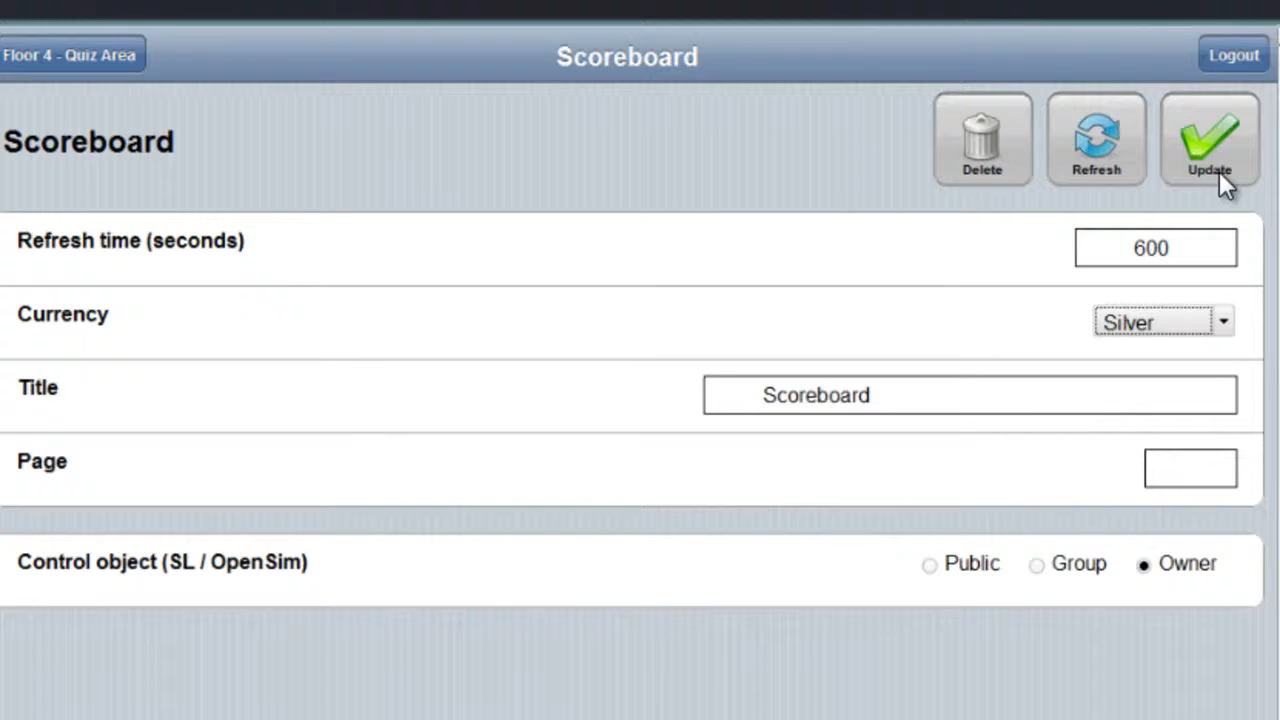 Floor 4 - Quiz Area
Scoreboard
Logout
Scoreboard
Delete
Refresh
Update
Refresh time (seconds)
600
Currency
Silver
Title
Scoreboard
Page
Control object (SL / OpenSim)
Public
Group
Owner